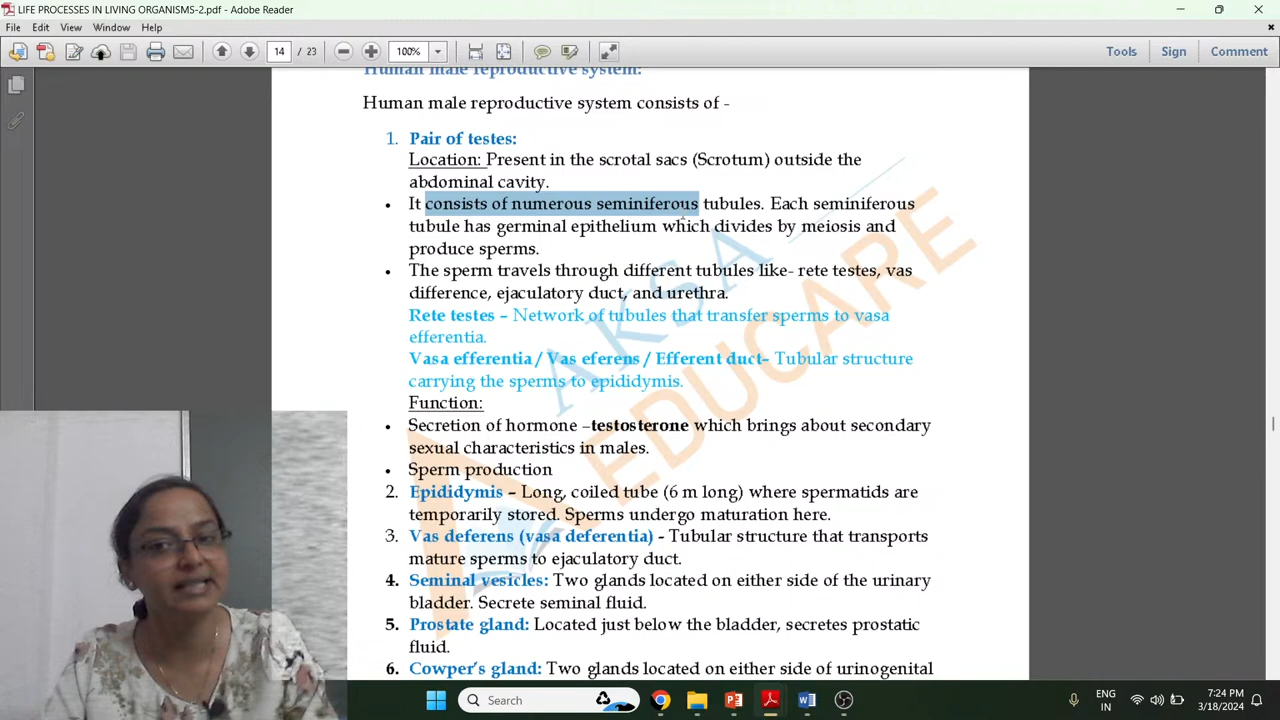 LIFE PROCESSES IN LIVING ORGANISMS-2.pdf - Adobe Reader
File Edit View Window Help
14 / 23 100% Tools Sign Comment
Human male reproductive system:
Human male reproductive system consists of -
1. Pair of testes:
Location: Present in the scrotal sacs (Scrotum) outside the
abdominal cavity.
• It consists of numerous seminiferous tubules. Each seminiferous
tubule has germinal epithelium which divides by meiosis and
produce sperms.
• The sperm travels through different tubules like- rete testes, vas
difference, ejaculatory duct, and urethra.
Rete testes – Network of tubules that transfer sperms to vasa
efferentia.
Vasa efferentia / Vas eferens / Efferent duct– Tubular structure
carrying the sperms to epididymis.
Function:
• Secretion of hormone –testosterone which brings about secondary
sexual characteristics in males.
• Sperm production
2. Epididymis – Long, coiled tube (6 m long) where spermatids are
temporarily stored. Sperms undergo maturation here.
3. Vas deferens (vasa deferentia) - Tubular structure that transports
mature sperms to ejaculatory duct.
4. Seminal vesicles: Two glands located on either side of the urinary
bladder. Secrete seminal fluid.
5. Prostate gland: Located just below the bladder, secretes prostatic
fluid.
6. Cowper's gland: Two glands located on either side of urinogenital
AKSA
EDUCARE
Search
ENG
IN
7:24 PM
3/18/2024